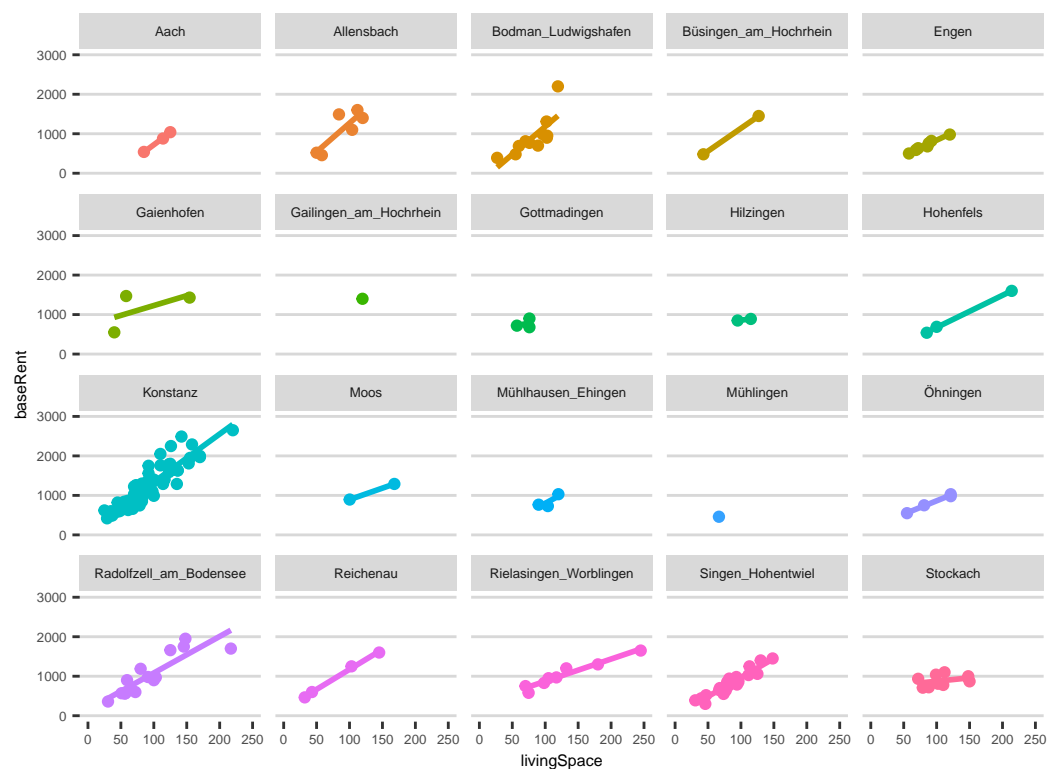 Aach Allensbach Bodman_Ludwigshafen Büsingen_am_Hochrhein Engen
3000
2000
1000
0
Gaienhofen Gailingen_am_Hochrhein Gottmadingen Hilzingen Hohenfels
3000
2000
1000
0
baseRent
Konstanz Moos Mühlhausen_Ehingen Mühlingen Öhningen
3000
2000
1000
0
Radolfzell_am_Bodensee Reichenau Rielasingen_Worblingen Singen_Hohentwiel Stockach
3000
2000
1000
0
0 50 100 150 200 250 0 50 100 150 200 250 0 50 100 150 200 250 0 50 100 150 200 250 0 50 100 150 200 250
livingSpace